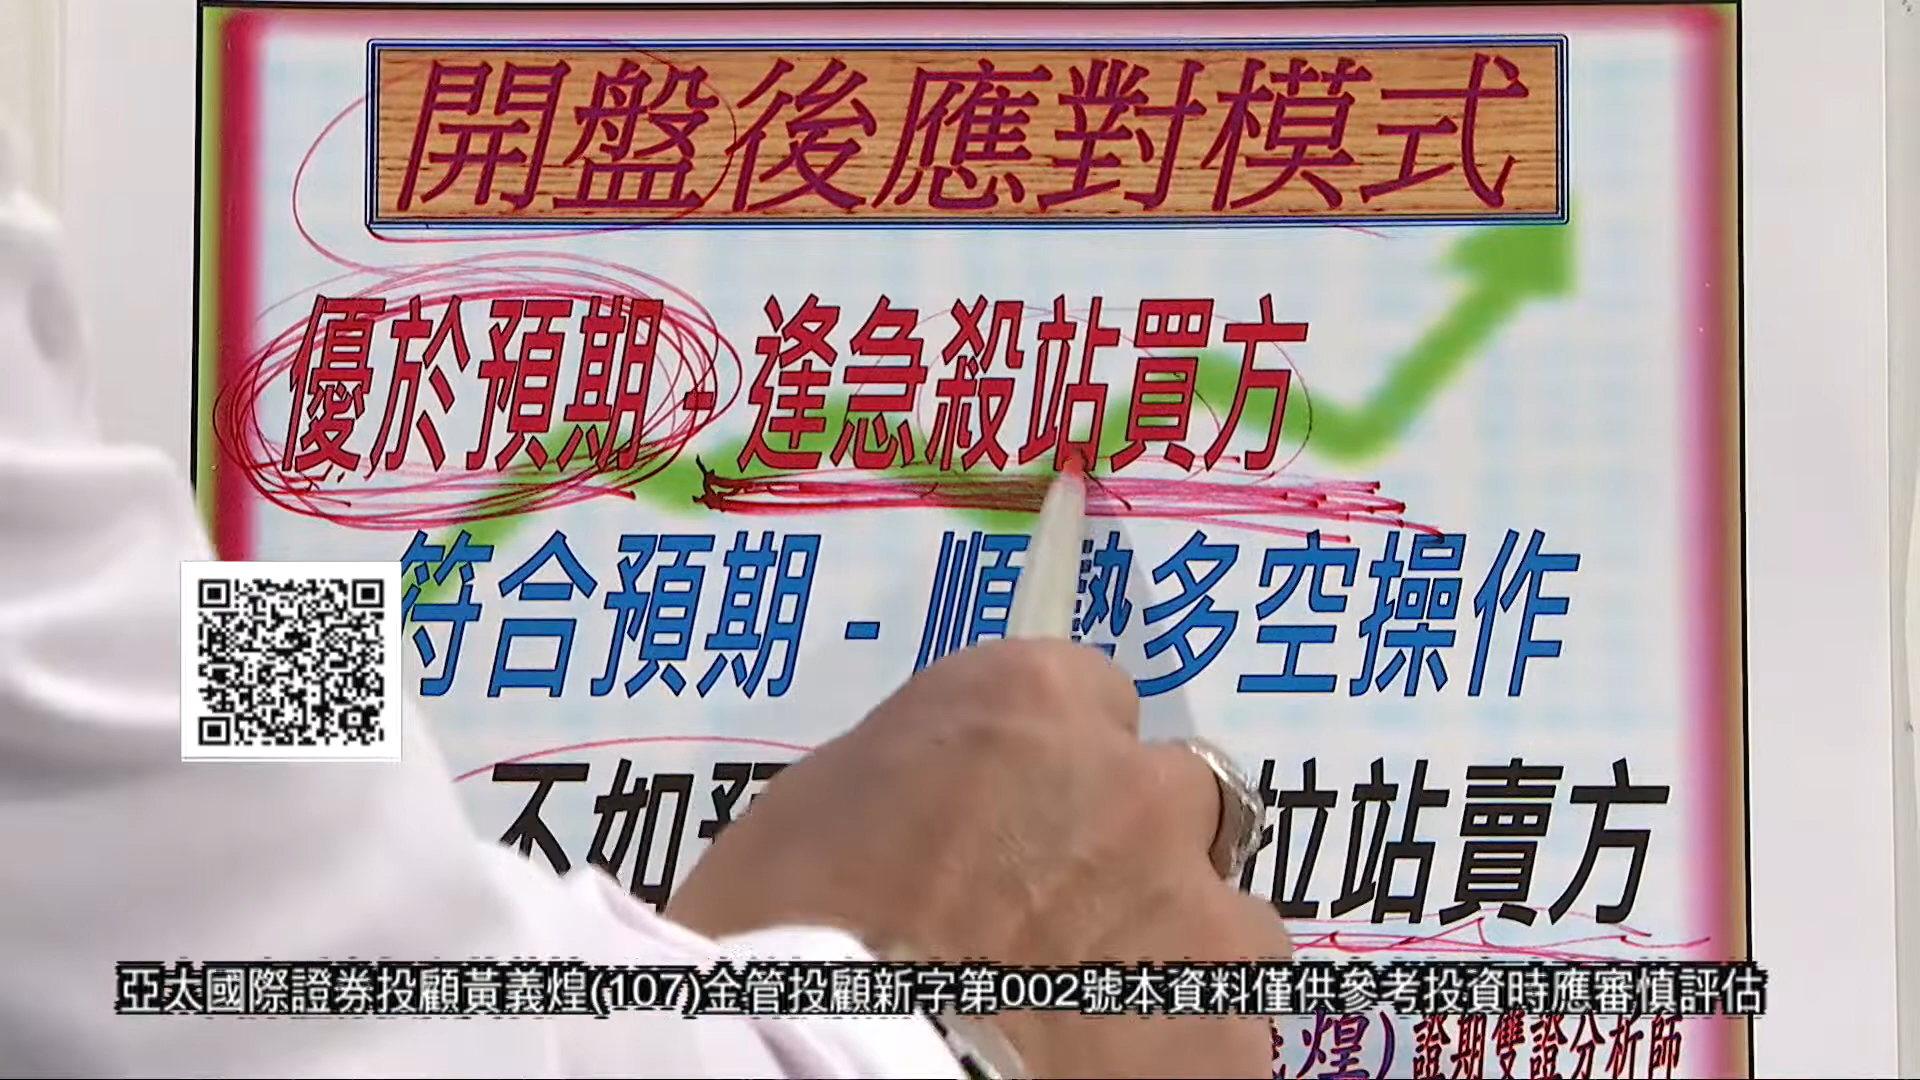 開盤後應對模式
優於預期 - 逢急殺站買方
符合預期 - 順勢多空操作
不如預 拉站賣方
亞太國際證券投顧黃義煌(107)金管投顧新字第002號本資料僅供參考投資時應審慎評估
煌) 證期雙證分析師